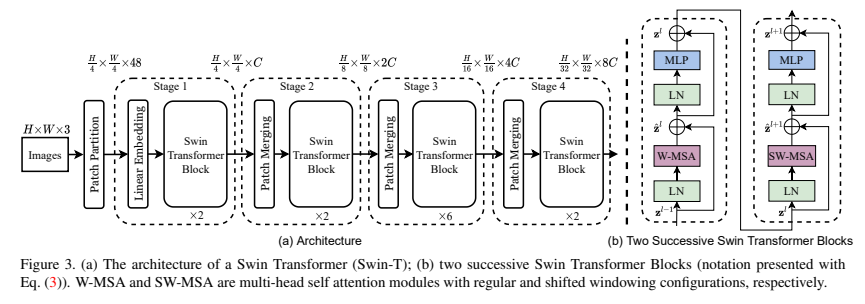 H/4 × W/4 × 48
H/4 × W/4 × C
H/8 × W/8 × 2C
H/16 × W/16 × 4C
H/32 × W/32 × 8C
Stage 1
Stage 2
Stage 3
Stage 4
H×W×3
Images
Patch Partition
Linear Embedding
Swin
Transformer
Block
×2
Patch Merging
Swin
Transformer
Block
×2
Patch Merging
Swin
Transformer
Block
×6
Patch Merging
Swin
Transformer
Block
×2
(a) Architecture
z^l
MLP
LN
ẑ^l
W-MSA
LN
z^{l-1}
z^{l+1}
MLP
LN
ẑ^{l+1}
SW-MSA
LN
z^l
(b) Two Successive Swin Transformer Blocks
Figure 3. (a) The architecture of a Swin Transformer (Swin-T); (b) two successive Swin Transformer Blocks (notation presented with
Eq. (3)). W-MSA and SW-MSA are multi-head self attention modules with regular and shifted windowing configurations, respectively.